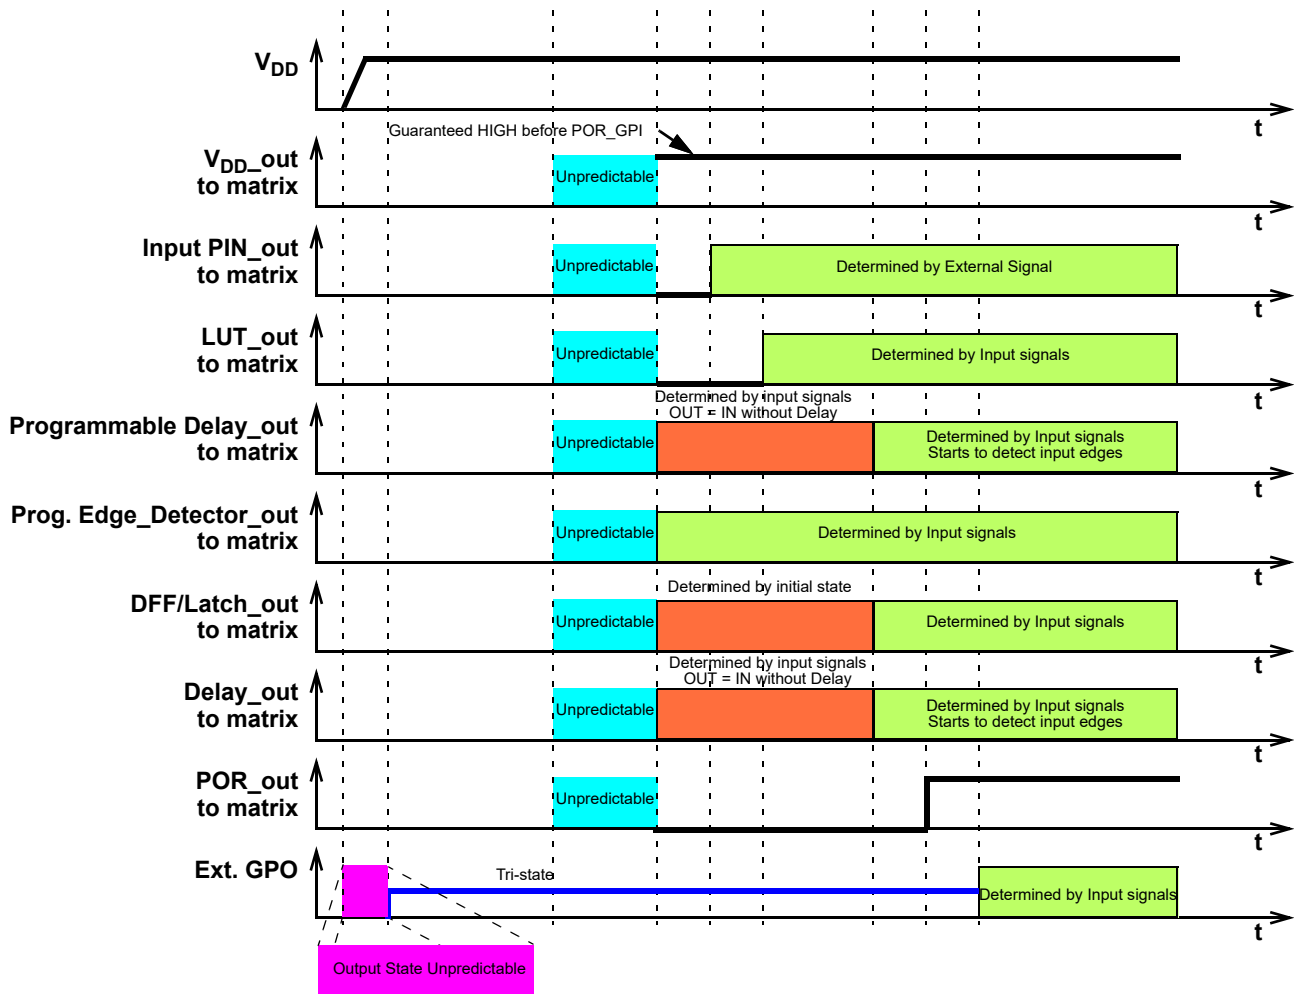 VDD
t
Guaranteed HIGH before POR_GPI
VDD_out
to matrix
Unpredictable
t
Input PIN_out
to matrix
Unpredictable
Determined by External Signal
t
LUT_out
to matrix
Unpredictable
Determined by Input signals
t
Determined by input signals
OUT = IN without Delay
Programmable Delay_out
to matrix
Unpredictable
Determined by Input signals
Starts to detect input edges
t
Prog. Edge_Detector_out
to matrix
Unpredictable
Determined by Input signals
t
Determined by initial state
DFF/Latch_out
to matrix
Unpredictable
Determined by Input signals
t
Determined by input signals
OUT = IN without Delay
Delay_out
to matrix
Unpredictable
Determined by Input signals
Starts to detect input edges
t
POR_out
to matrix
Unpredictable
t
Ext. GPO
Tri-state
Determined by Input signals
t
Output State Unpredictable